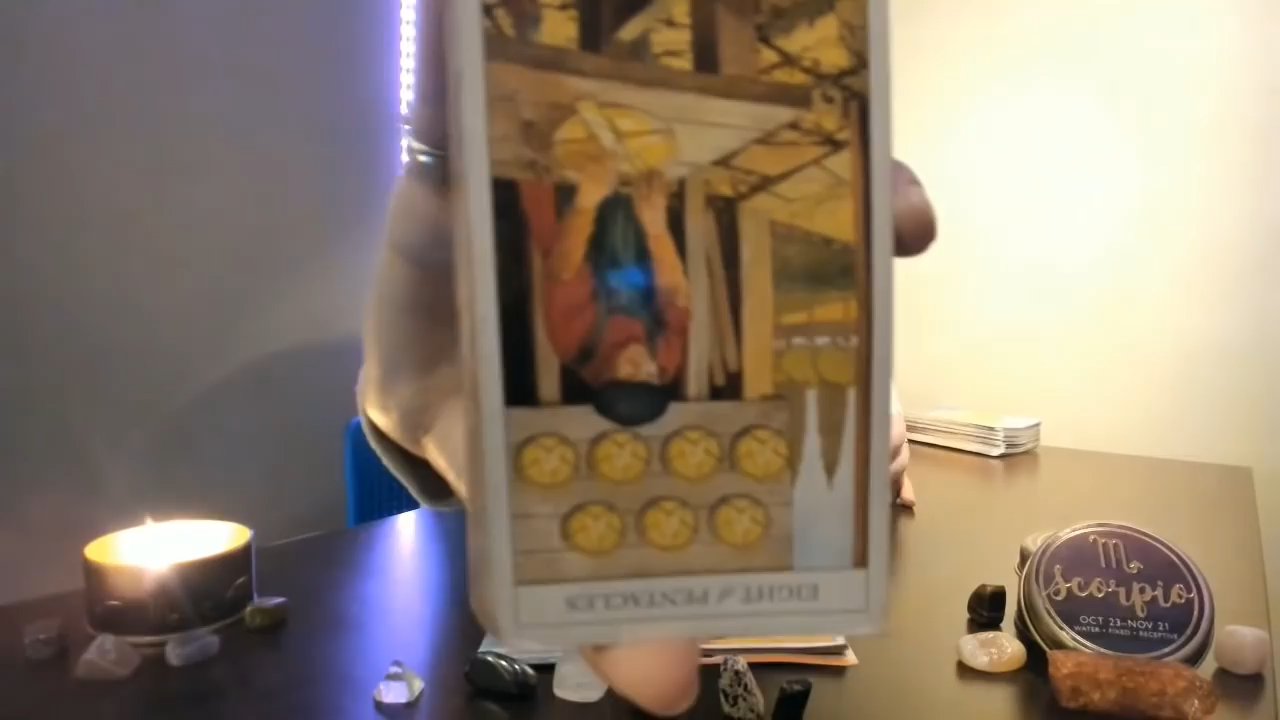 EIGHT of PENTACLES
♏
scorpio
OCT 23–NOV 21
WATER • FIXED • RECEPTIVE